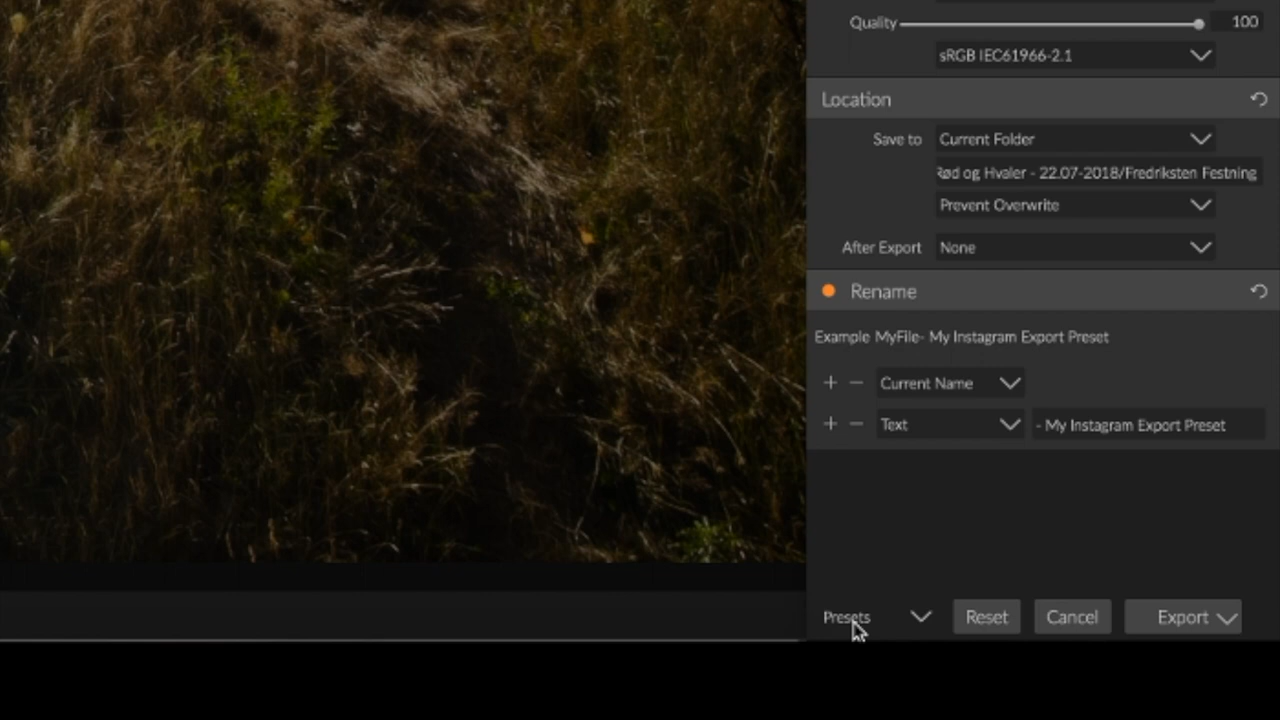 Quality 100
sRGB IEC61966-2.1
Location
Save to Current Folder
Rød og Hvaler - 22.07-2018/Fredriksten Festning
Prevent Overwrite
After Export None
Rename
Example MyFile- My Instagram Export Preset
+ − Current Name
+ − Text - My Instagram Export Preset
Presets Reset Cancel Export